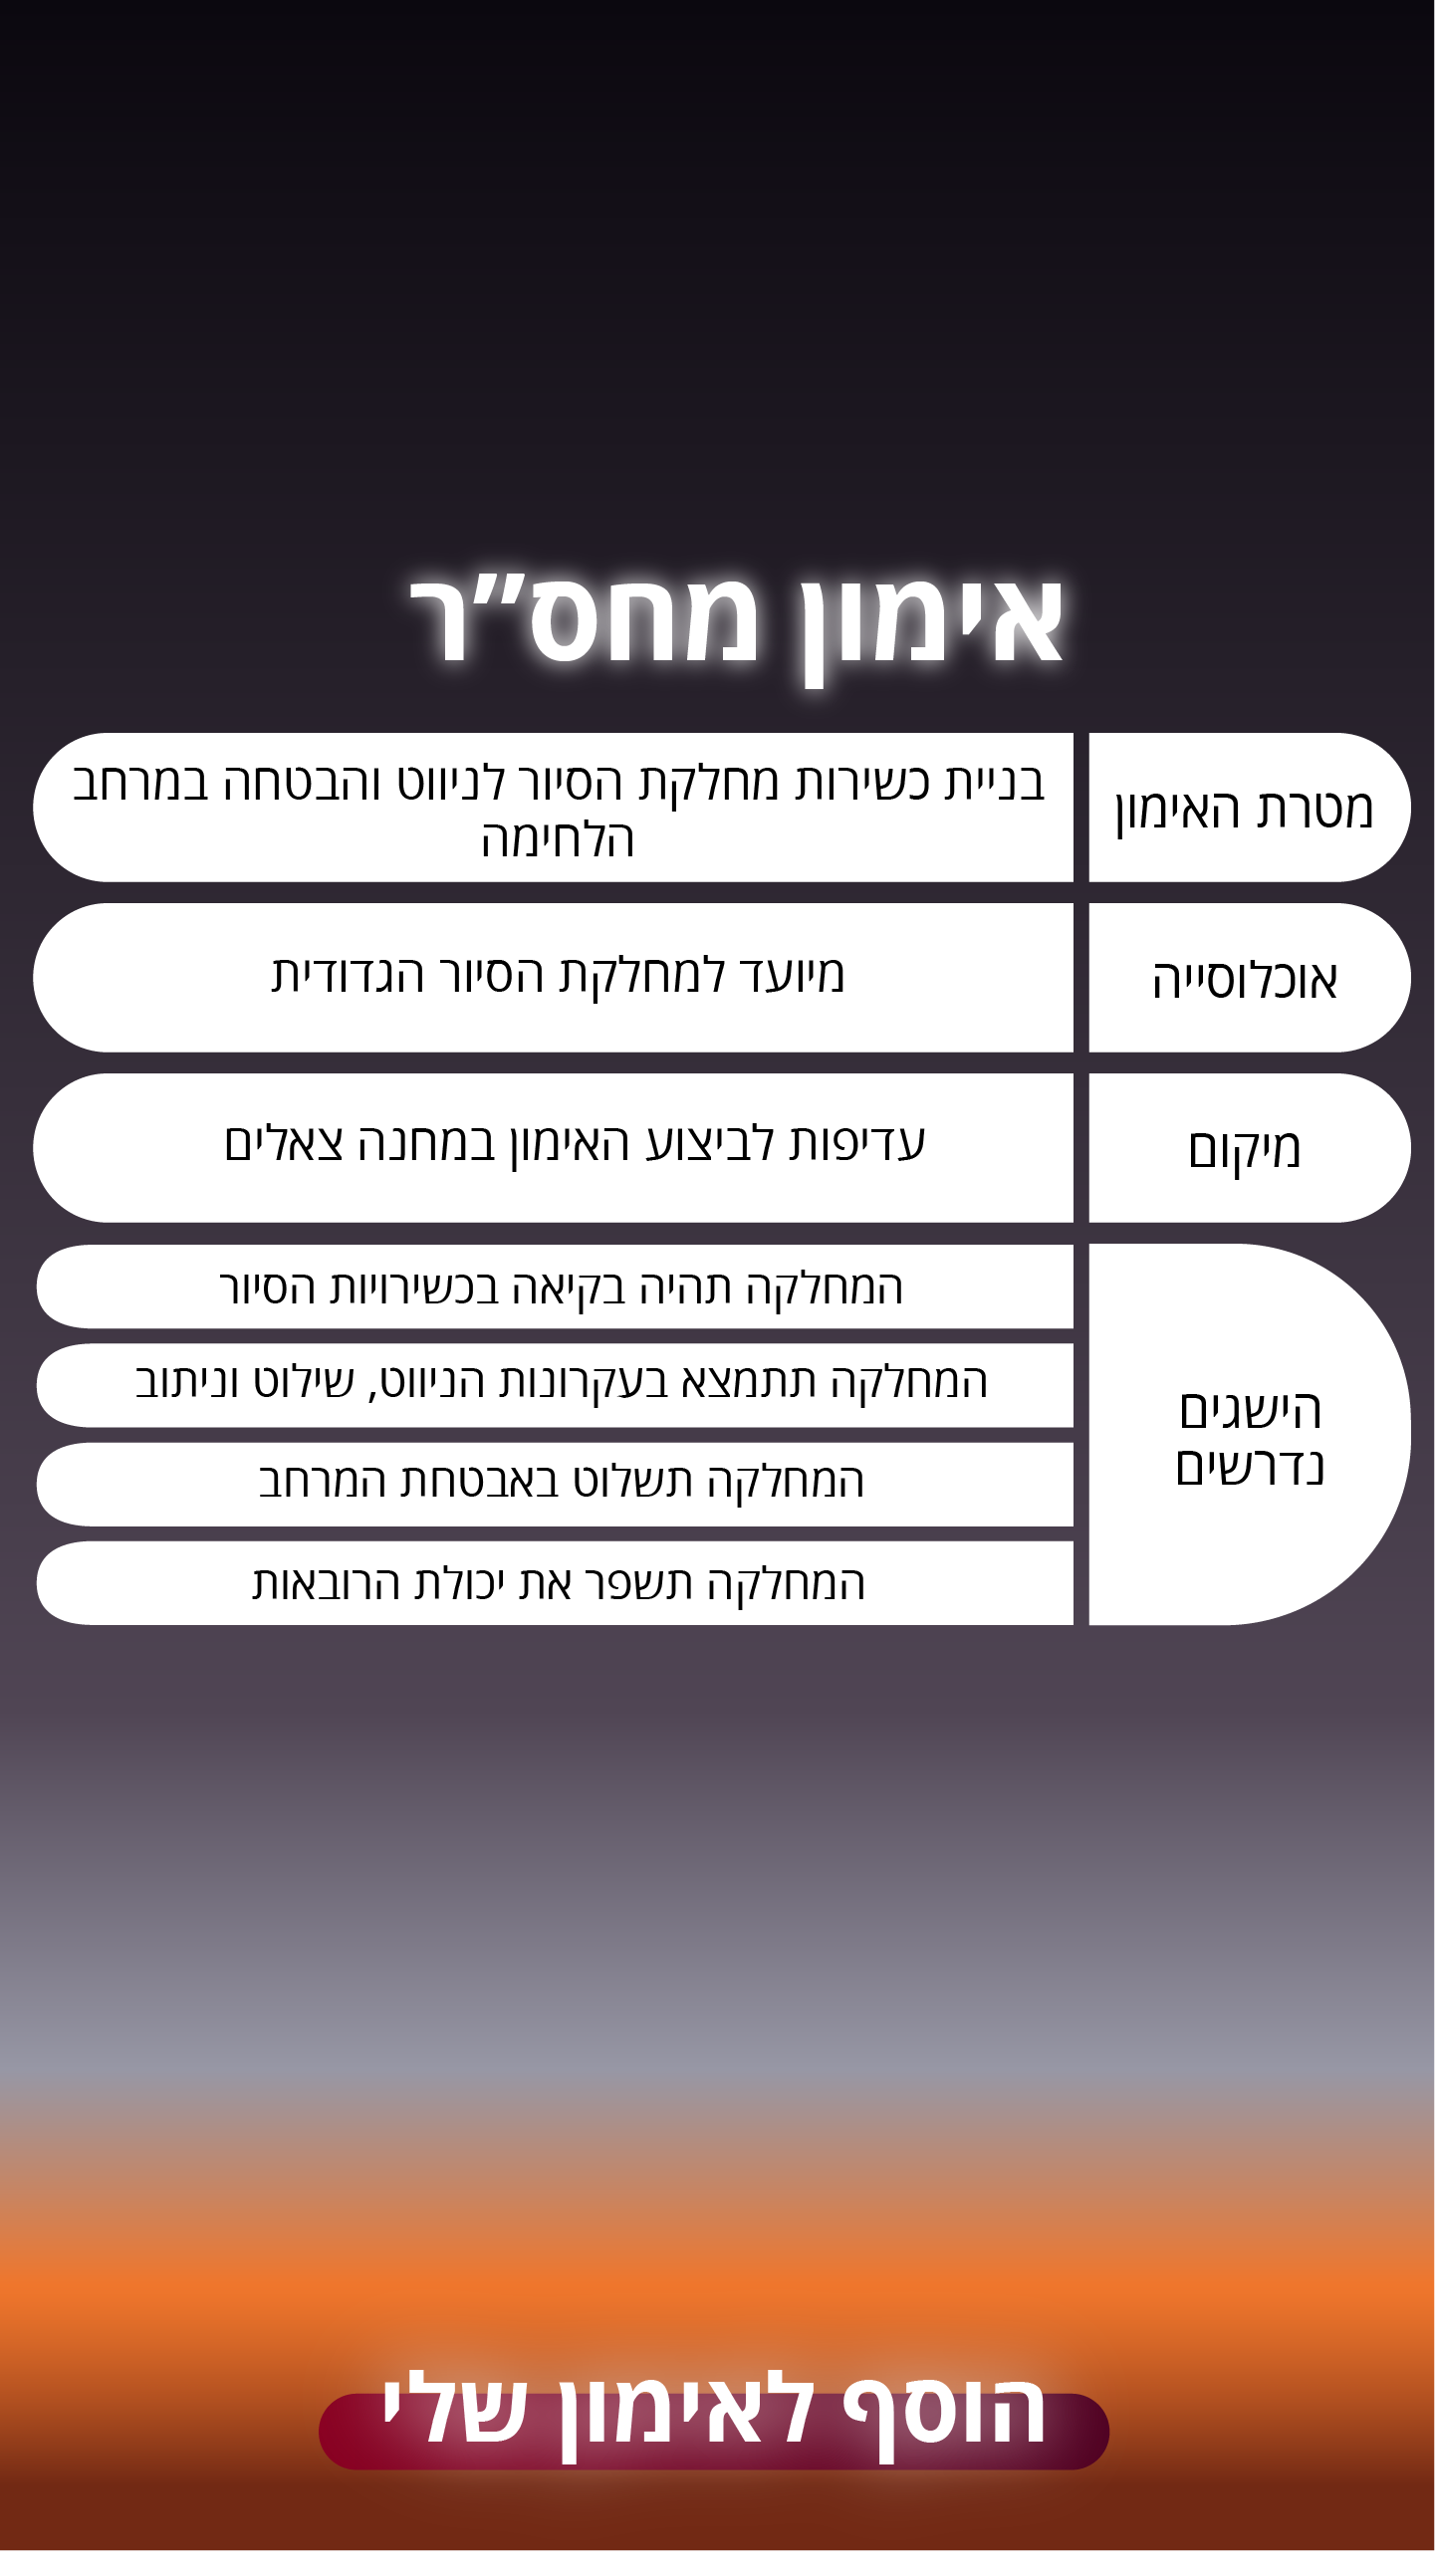 אימון מחס״ר
מטרת האימון
בניית כשירות מחלקת הסיור לניווט והבטחה במרחב
הלחימה
אוכלוסייה
מיועד למחלקת הסיור הגדודית
מיקום
עדיפות לביצוע האימון במחנה צאלים
הישגים
נדרשים
המחלקה תהיה בקיאה בכשירויות הסיור
המחלקה תתמצא בעקרונות הניווט, שילוט וניתוב
המחלקה תשלוט באבטחת המרחב
המחלקה תשפר את יכולת הרובאות
הוסף לאימון שלי